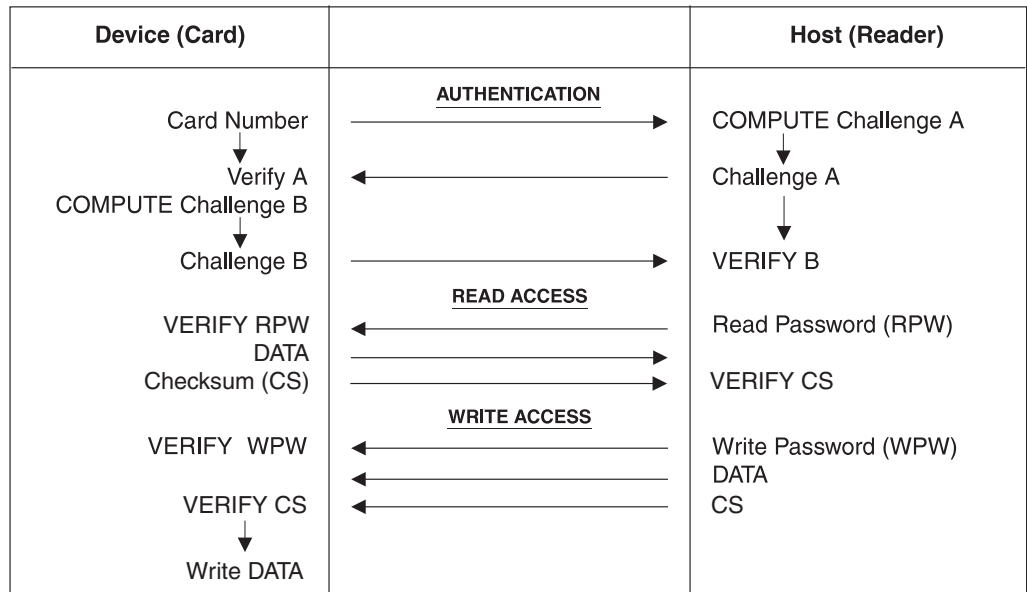 Device (Card) Host (Reader)
AUTHENTICATION
Card Number COMPUTE Challenge A
Verify A Challenge A
COMPUTE Challenge B
Challenge B VERIFY B
READ ACCESS
VERIFY RPW Read Password (RPW)
DATA
Checksum (CS) VERIFY CS
WRITE ACCESS
VERIFY WPW Write Password (WPW)
DATA
VERIFY CS CS
Write DATA